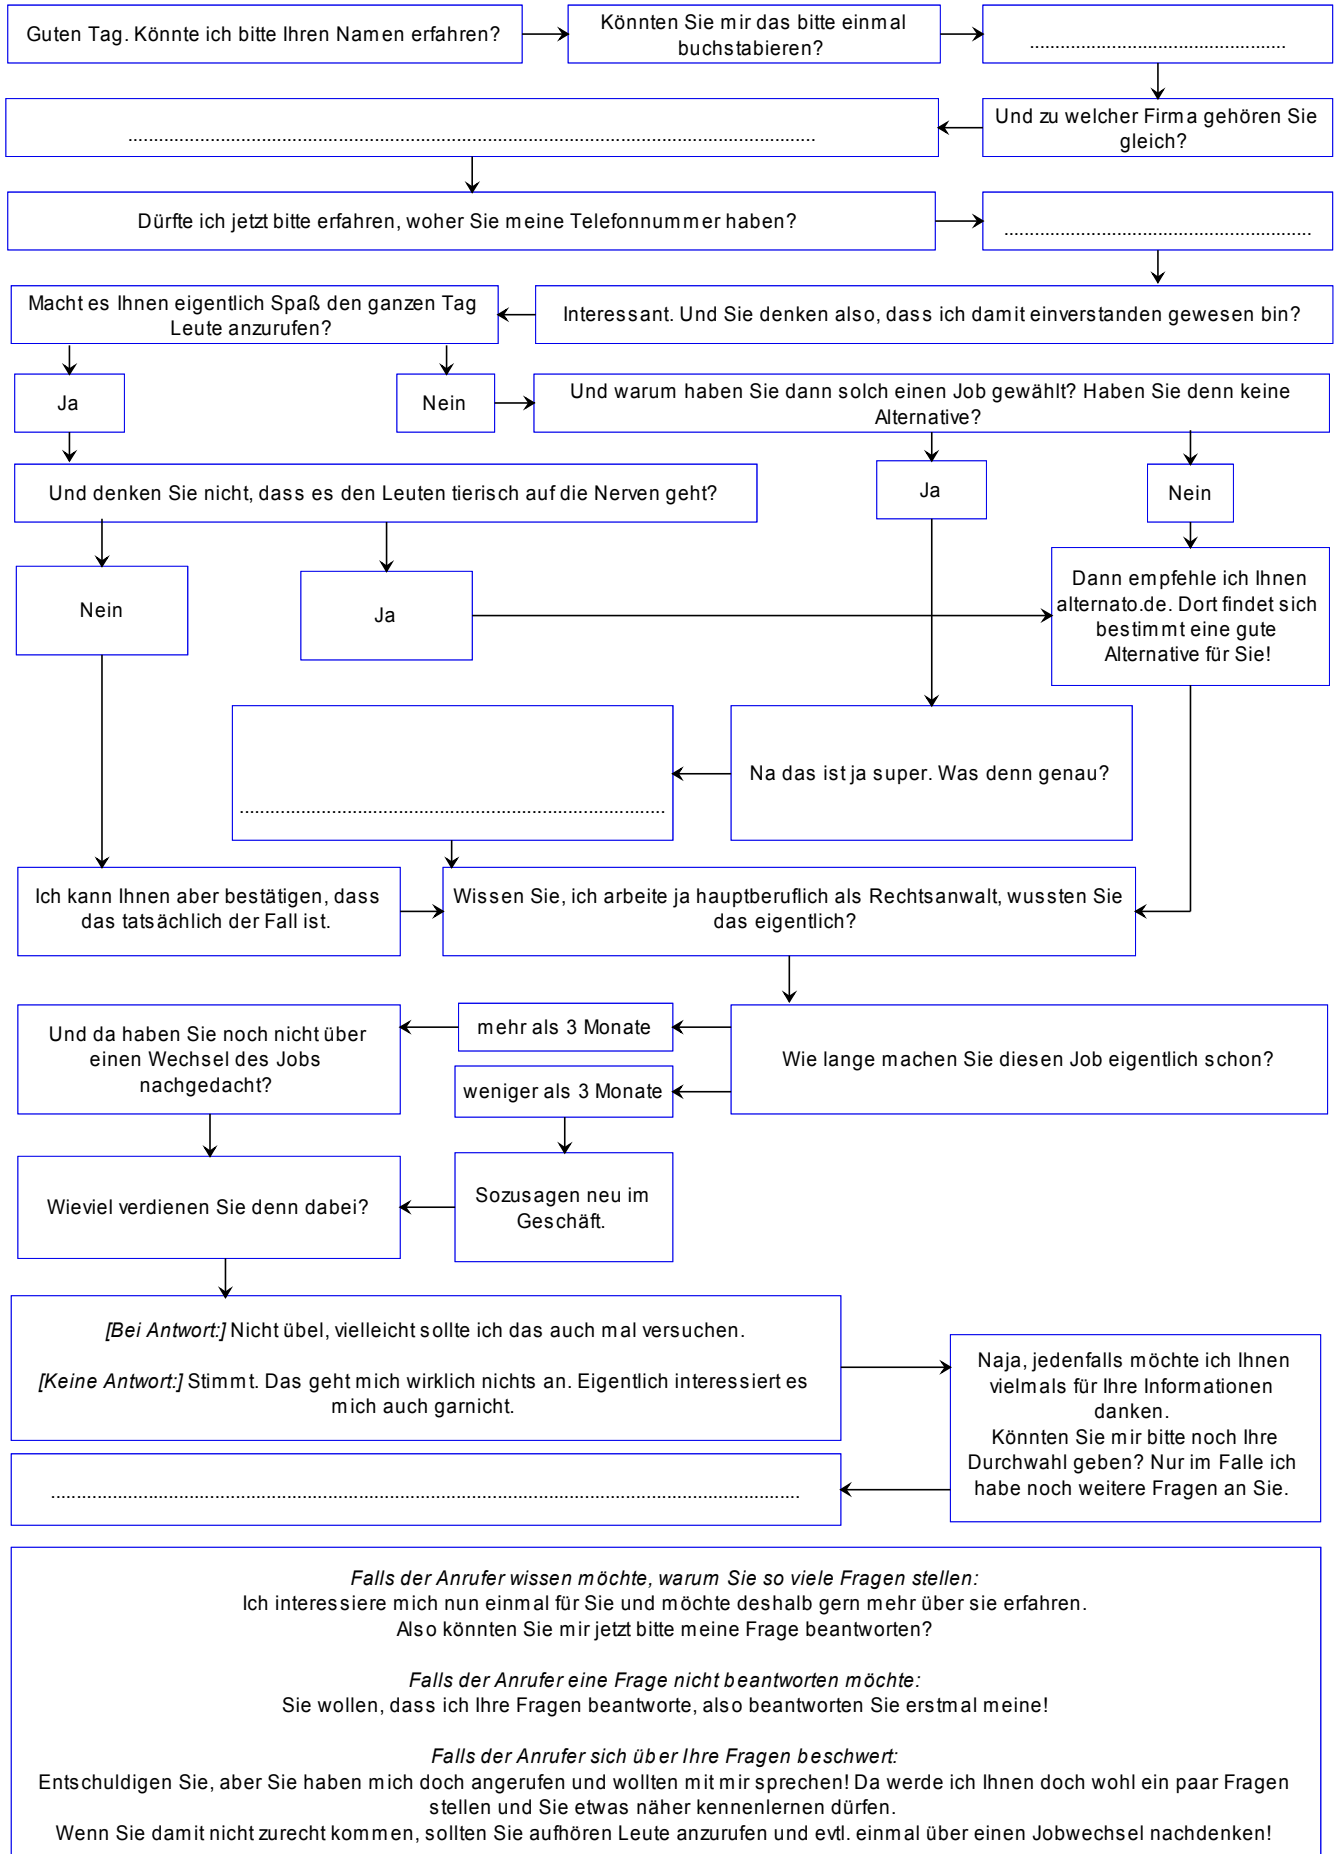 Guten Tag. Könnte ich bitte Ihren Namen erfahren?
Könnten Sie mir das bitte einmal
buchstabieren?
..................................................
Und zu welcher Firma gehören Sie
gleich?
.......................................................................................................................................
Dürfte ich jetzt bitte erfahren, woher Sie meine Telefonnummer haben?
............................................................
Interessant. Und Sie denken also, dass ich damit einverstanden gewesen bin?
Macht es Ihnen eigentlich Spaß den ganzen Tag
Leute anzurufen?
Ja
Nein
Und warum haben Sie dann solch einen Job gewählt? Haben Sie denn keine
Alternative?
Und denken Sie nicht, dass es den Leuten tierisch auf die Nerven geht?
Ja
Nein
Nein
Ja
Dann empfehle ich Ihnen
alternato.de. Dort findet sich
bestimmt eine gute
Alternative für Sie!
Na das ist ja super. Was denn genau?
...................................................................................
Ich kann Ihnen aber bestätigen, dass
das tatsächlich der Fall ist.
Wissen Sie, ich arbeite ja hauptberuflich als Rechtsanwalt, wussten Sie
das eigentlich?
Wie lange machen Sie diesen Job eigentlich schon?
mehr als 3 Monate
weniger als 3 Monate
Und da haben Sie noch nicht über
einen Wechsel des Jobs
nachgedacht?
Sozusagen neu im
Geschäft.
Wieviel verdienen Sie denn dabei?
[Bei Antwort:] Nicht übel, vielleicht sollte ich das auch mal versuchen.
[Keine Antwort:] Stimmt. Das geht mich wirklich nichts an. Eigentlich interessiert es
mich auch garnicht.
Naja, jedenfalls möchte ich Ihnen
vielmals für Ihre Informationen
danken.
Könnten Sie mir bitte noch Ihre
Durchwahl geben? Nur im Falle ich
habe noch weitere Fragen an Sie.
...................................................................................................................................................
Falls der Anrufer wissen möchte, warum Sie so viele Fragen stellen:
Ich interessiere mich nun einmal für Sie und möchte deshalb gern mehr über sie erfahren.
Also könnten Sie mir jetzt bitte meine Frage beantworten?
Falls der Anrufer eine Frage nicht beantworten möchte:
Sie wollen, dass ich Ihre Fragen beantworte, also beantworten Sie erstmal meine!
Falls der Anrufer sich über Ihre Fragen beschwert:
Entschuldigen Sie, aber Sie haben mich doch angerufen und wollten mit mir sprechen! Da werde ich Ihnen doch wohl ein paar Fragen
stellen und Sie etwas näher kennenlernen dürfen.
Wenn Sie damit nicht zurecht kommen, sollten Sie aufhören Leute anzurufen und evtl. einmal über einen Jobwechsel nachdenken!